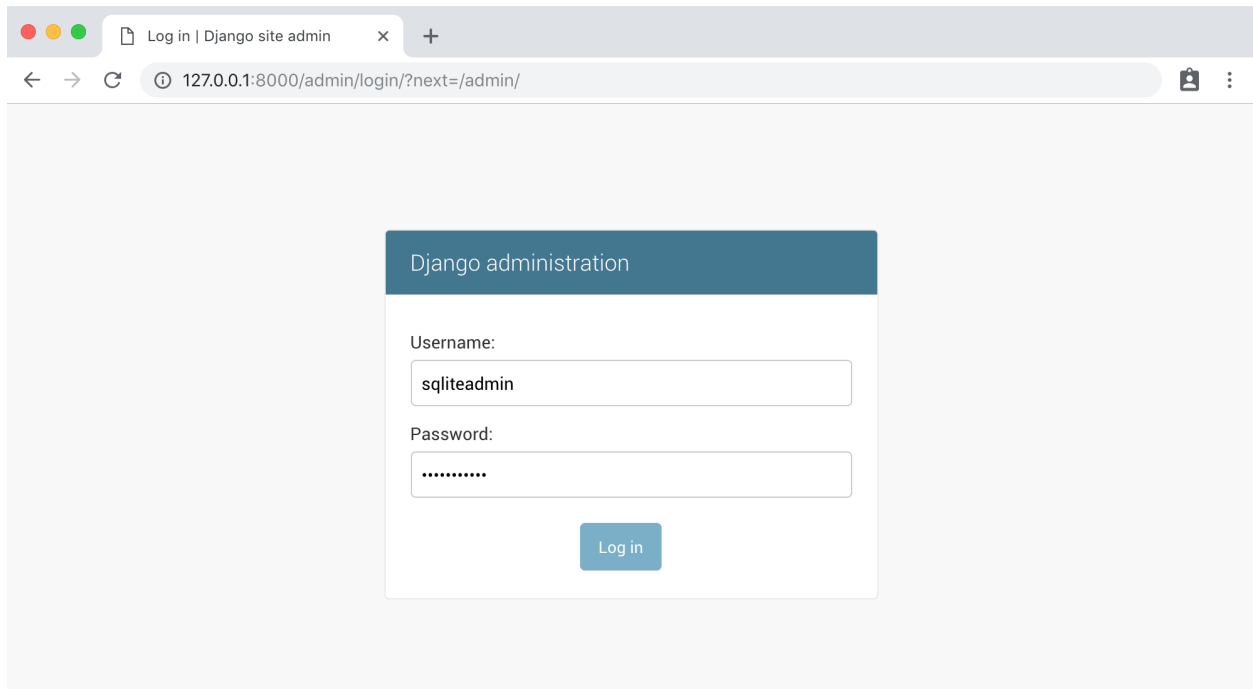 Log in | Django site admin
127.0.0.1:8000/admin/login/?next=/admin/
Django administration
Username:
sqliteadmin
Password:
•••••••••••
Log in